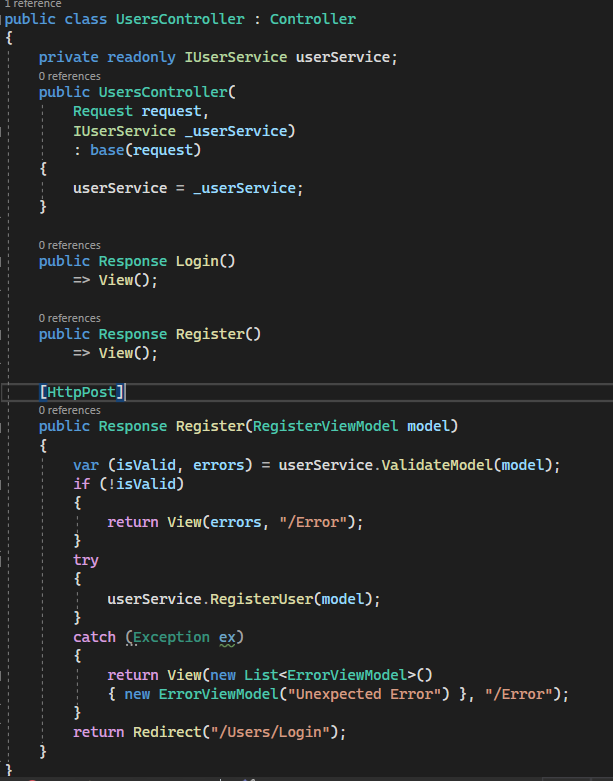 1 reference
public class UsersController : Controller
{
private readonly IUserService userService;
0 references
public UsersController(
Request request,
IUserService _userService)
: base(request)
{
userService = _userService;
}
0 references
public Response Login()
=> View();
0 references
public Response Register()
=> View();
[HttpPost]
0 references
public Response Register(RegisterViewModel model)
{
var (isValid, errors) = userService.ValidateModel(model);
if (!isValid)
{
return View(errors, "/Error");
}
try
{
userService.RegisterUser(model);
}
catch (Exception ex)
{
return View(new List<ErrorViewModel>()
{ new ErrorViewModel("Unexpected Error") }, "/Error");
}
return Redirect("/Users/Login");
}
}